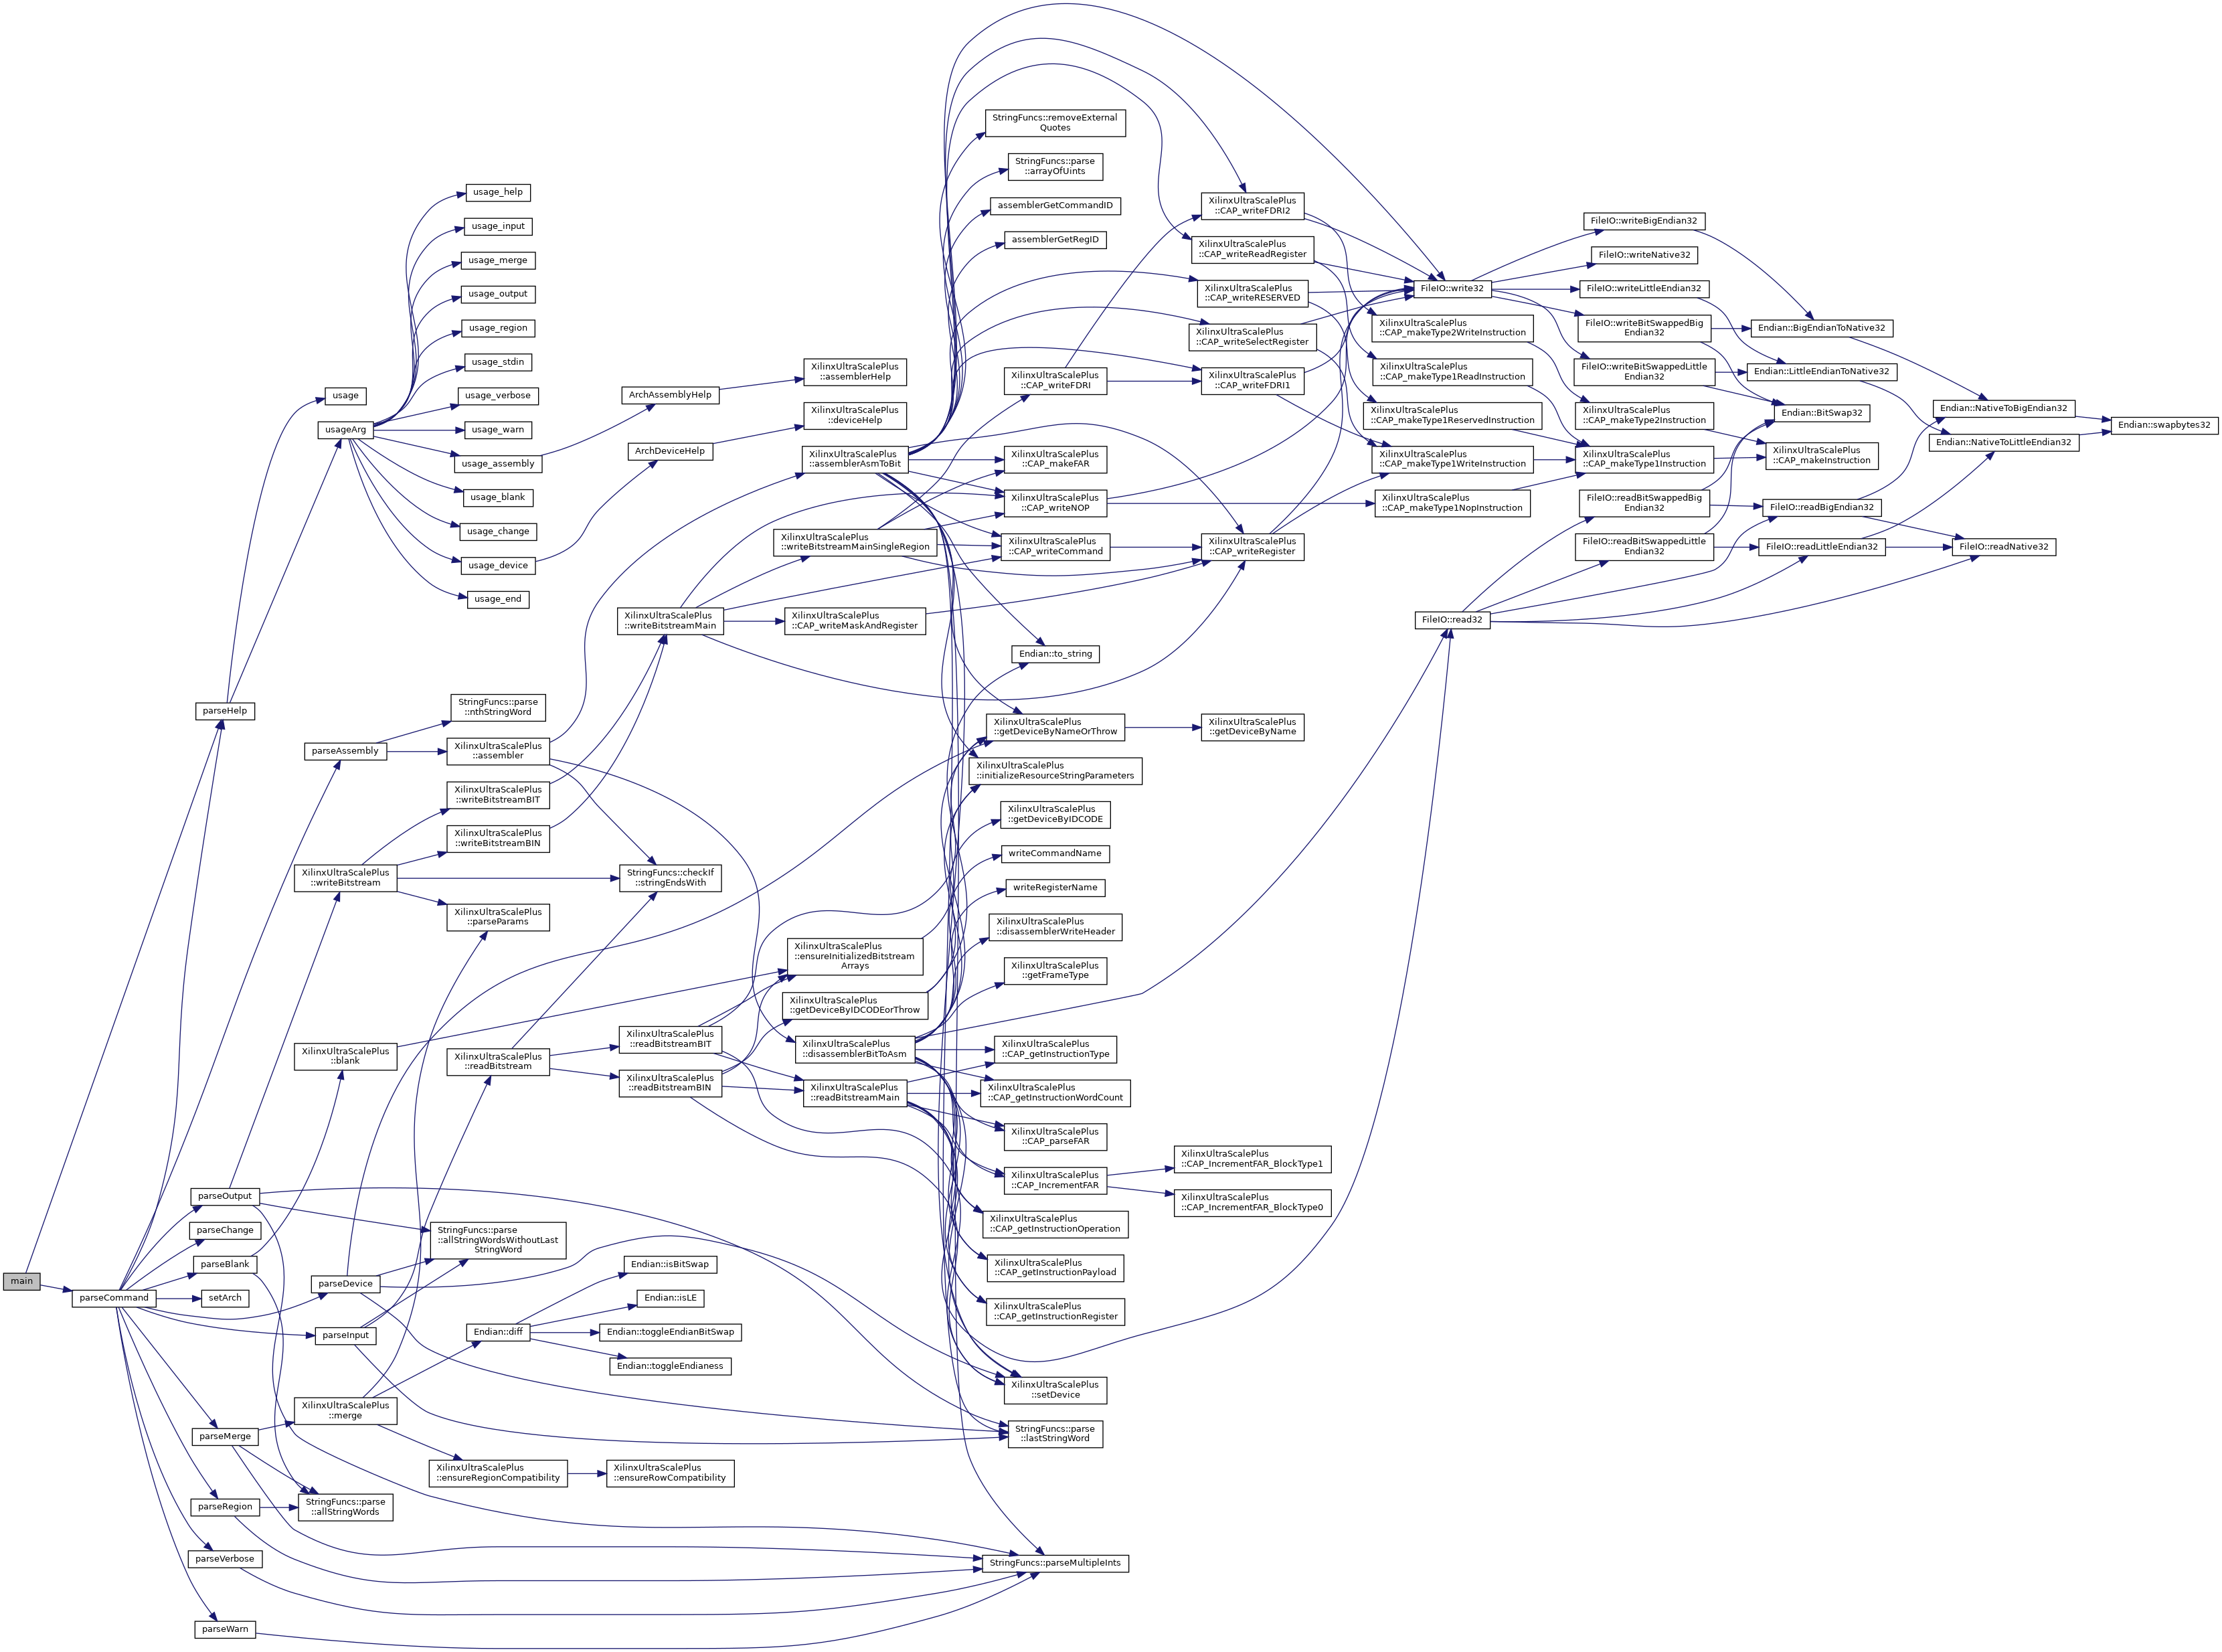 main
parseCommand
parseHelp
parseOutput
parseChange
parseBlank
setArch
parseMerge
parseRegion
parseVerbose
parseWarn
usage
usageArg
parseAssembly
XilinxUltraScalePlus
::writeBitstream
XilinxUltraScalePlus
::blank
parseDevice
parseInput
XilinxUltraScalePlus
::merge
StringFuncs::parse
::allStringWords
usage_help
usage_input
usage_merge
usage_output
usage_region
usage_stdin
usage_verbose
usage_warn
usage_assembly
usage_blank
usage_change
usage_device
usage_end
StringFuncs::parse
::nthStringWord
XilinxUltraScalePlus
::assembler
XilinxUltraScalePlus
::writeBitstreamBIT
XilinxUltraScalePlus
::writeBitstreamBIN
XilinxUltraScalePlus
::parseParams
XilinxUltraScalePlus
::readBitstream
StringFuncs::parse
::allStringWordsWithoutLast
StringWord
Endian::diff
XilinxUltraScalePlus
::ensureRegionCompatibility
ArchAssemblyHelp
ArchDeviceHelp
XilinxUltraScalePlus
::writeBitstreamMain
StringFuncs::checkIf
::stringEndsWith
XilinxUltraScalePlus
::readBitstreamBIT
XilinxUltraScalePlus
::readBitstreamBIN
Endian::isBitSwap
Endian::isLE
Endian::toggleEndianBitSwap
Endian::toggleEndianess
XilinxUltraScalePlus
::ensureRowCompatibility
XilinxUltraScalePlus
::assemblerHelp
XilinxUltraScalePlus
::deviceHelp
XilinxUltraScalePlus
::assemblerAsmToBit
XilinxUltraScalePlus
::writeBitstreamMainSingleRegion
XilinxUltraScalePlus
::CAP_writeMaskAndRegister
XilinxUltraScalePlus
::ensureInitializedBitstream
Arrays
XilinxUltraScalePlus
::getDeviceByIDCODEorThrow
XilinxUltraScalePlus
::disassemblerBitToAsm
XilinxUltraScalePlus
::readBitstreamMain
StringFuncs::removeExternal
Quotes
StringFuncs::parse
::arrayOfUints
assemblerGetCommandID
assemblerGetRegID
XilinxUltraScalePlus
::CAP_writeFDRI
XilinxUltraScalePlus
::CAP_makeFAR
XilinxUltraScalePlus
::CAP_writeNOP
XilinxUltraScalePlus
::CAP_writeCommand
Endian::to_string
XilinxUltraScalePlus
::getDeviceByNameOrThrow
XilinxUltraScalePlus
::initializeResourceStringParameters
XilinxUltraScalePlus
::getDeviceByIDCODE
writeCommandName
writeRegisterName
XilinxUltraScalePlus
::disassemblerWriteHeader
XilinxUltraScalePlus
::getFrameType
XilinxUltraScalePlus
::CAP_getInstructionType
XilinxUltraScalePlus
::CAP_getInstructionWordCount
XilinxUltraScalePlus
::CAP_parseFAR
XilinxUltraScalePlus
::CAP_IncrementFAR
XilinxUltraScalePlus
::CAP_getInstructionOperation
XilinxUltraScalePlus
::CAP_getInstructionPayload
XilinxUltraScalePlus
::CAP_getInstructionRegister
XilinxUltraScalePlus
::setDevice
StringFuncs::parse
::lastStringWord
StringFuncs::parseMultipleInts
XilinxUltraScalePlus
::CAP_writeFDRI2
XilinxUltraScalePlus
::CAP_writeReadRegister
XilinxUltraScalePlus
::CAP_writeRESERVED
XilinxUltraScalePlus
::CAP_writeSelectRegister
XilinxUltraScalePlus
::CAP_writeFDRI1
XilinxUltraScalePlus
::CAP_writeRegister
XilinxUltraScalePlus
::getDeviceByName
XilinxUltraScalePlus
::CAP_IncrementFAR_BlockType1
XilinxUltraScalePlus
::CAP_IncrementFAR_BlockType0
FileIO::write32
XilinxUltraScalePlus
::CAP_makeType2WriteInstruction
XilinxUltraScalePlus
::CAP_makeType1ReadInstruction
XilinxUltraScalePlus
::CAP_makeType1ReservedInstruction
XilinxUltraScalePlus
::CAP_makeType1WriteInstruction
XilinxUltraScalePlus
::CAP_makeType1NopInstruction
FileIO::read32
FileIO::writeBigEndian32
FileIO::writeNative32
FileIO::writeLittleEndian32
FileIO::writeBitSwappedBig
Endian32
FileIO::writeBitSwappedLittle
Endian32
XilinxUltraScalePlus
::CAP_makeType2Instruction
XilinxUltraScalePlus
::CAP_makeType1Instruction
FileIO::readBitSwappedBig
Endian32
FileIO::readBitSwappedLittle
Endian32
Endian::BigEndianToNative32
Endian::LittleEndianToNative32
Endian::BitSwap32
XilinxUltraScalePlus
::CAP_makeInstruction
FileIO::readBigEndian32
FileIO::readLittleEndian32
Endian::NativeToBigEndian32
Endian::NativeToLittleEndian32
FileIO::readNative32
Endian::swapbytes32